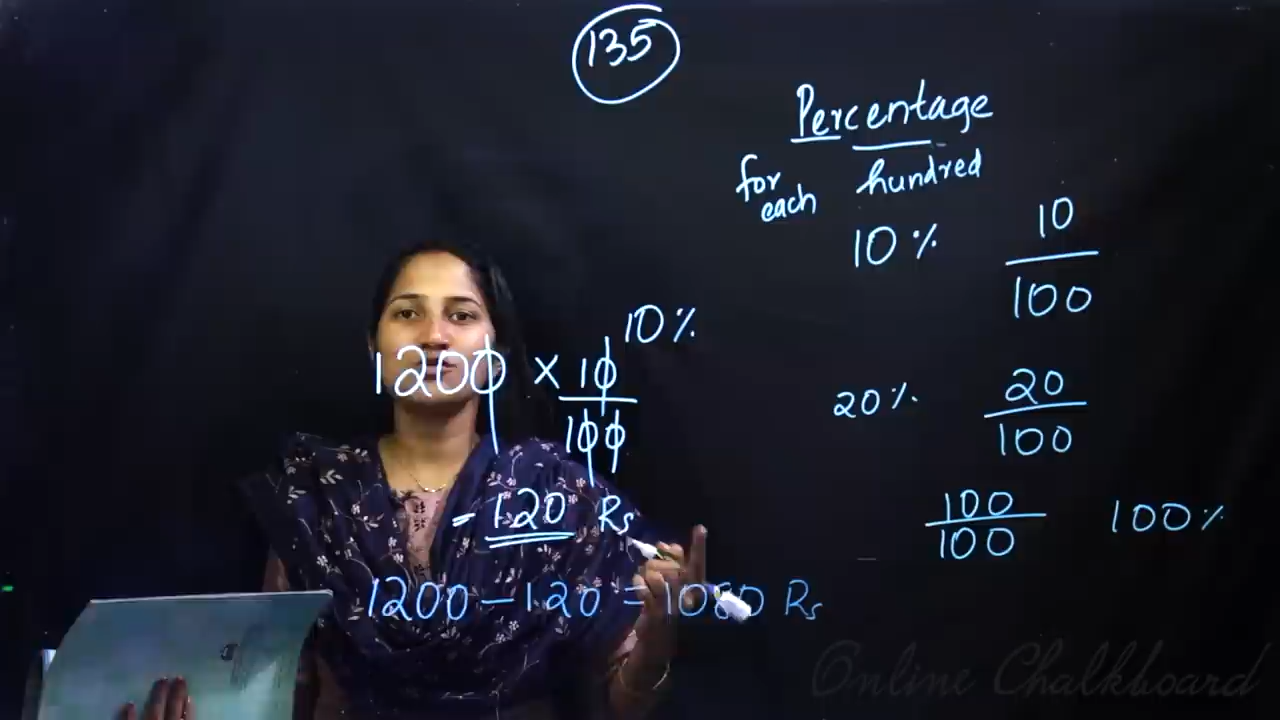 135
Percentage
for each hundred
10 % 10/100
1200 × 10/100 10 %
= 120 Rs
1200 − 120 = 1080 Rs
20 % 20/100
100/100 100 %
Online Chalkboard